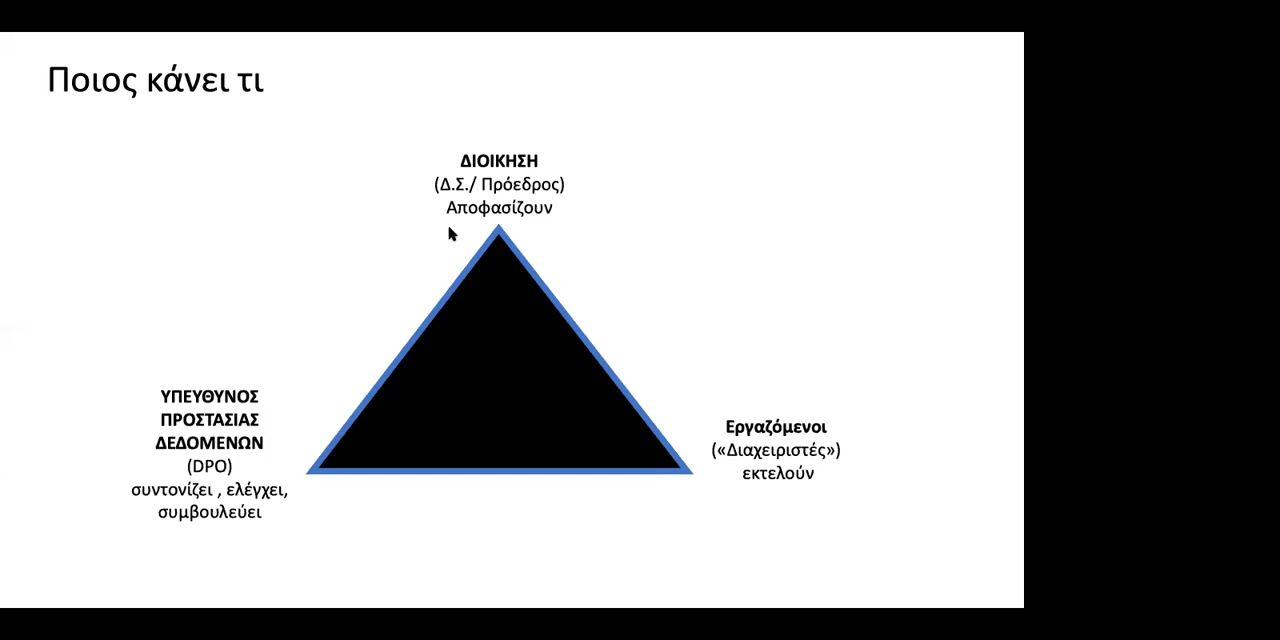 Ποιος κάνει τι
ΔΙΟΙΚΗΣΗ
(Δ.Σ./ Πρόεδρος)
Αποφασίζουν
ΥΠΕΥΘΥΝΟΣ
ΠΡΟΣΤΑΣΙΑΣ
ΔΕΔΟΜΕΝΩΝ
(DPO)
συντονίζει , ελέγχει,
συμβουλεύει
Εργαζόμενοι
(«Διαχειριστές»)
εκτελούν